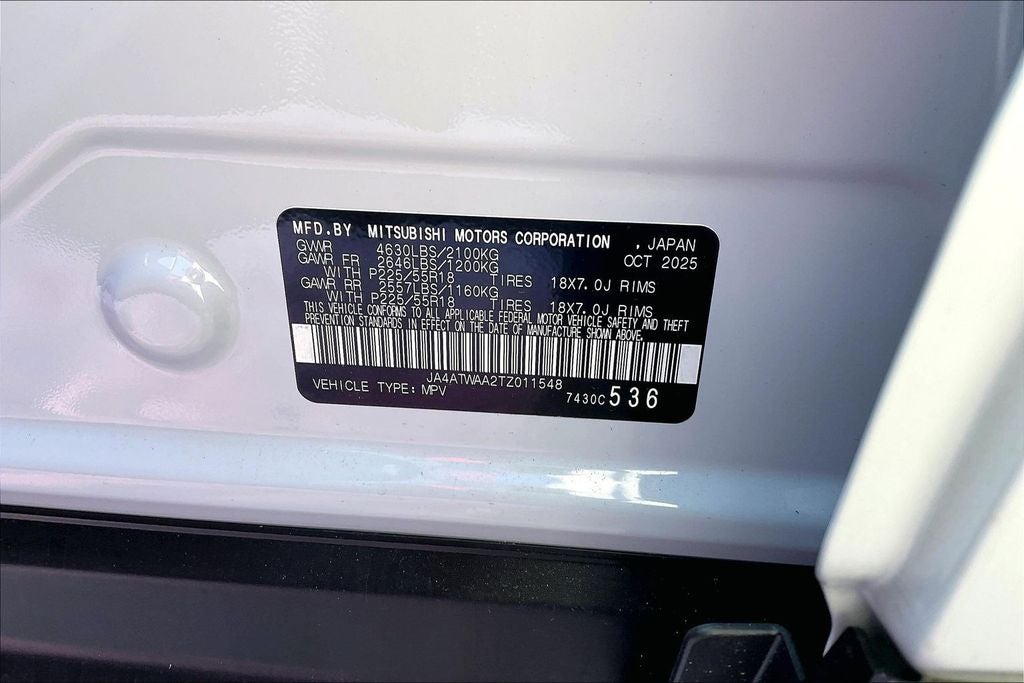 MFD.BY MITSUBISHI MOTORS CORPORATION , JAPAN
GVWR 4630LBS/2100KG OCT 2025
GAWR FR 2646LBS/1200KG
WITH P225/55R18 TIRES 18X7.0J RIMS
GAWR RR 2557LBS/1160KG
WITH P225/55R18 TIRES 18X7.0J RIMS
THIS VEHICLE CONFORMS TO ALL APPLICABLE FEDERAL MOTOR VEHICLE SAFETY AND THEFT
PREVENTION STANDARDS IN EFFECT ON THE DATE OF MANUFACTURE SHOWN ABOVE.
JA4ATWAA2TZ011548
VEHICLE TYPE: MPV 7430C 536